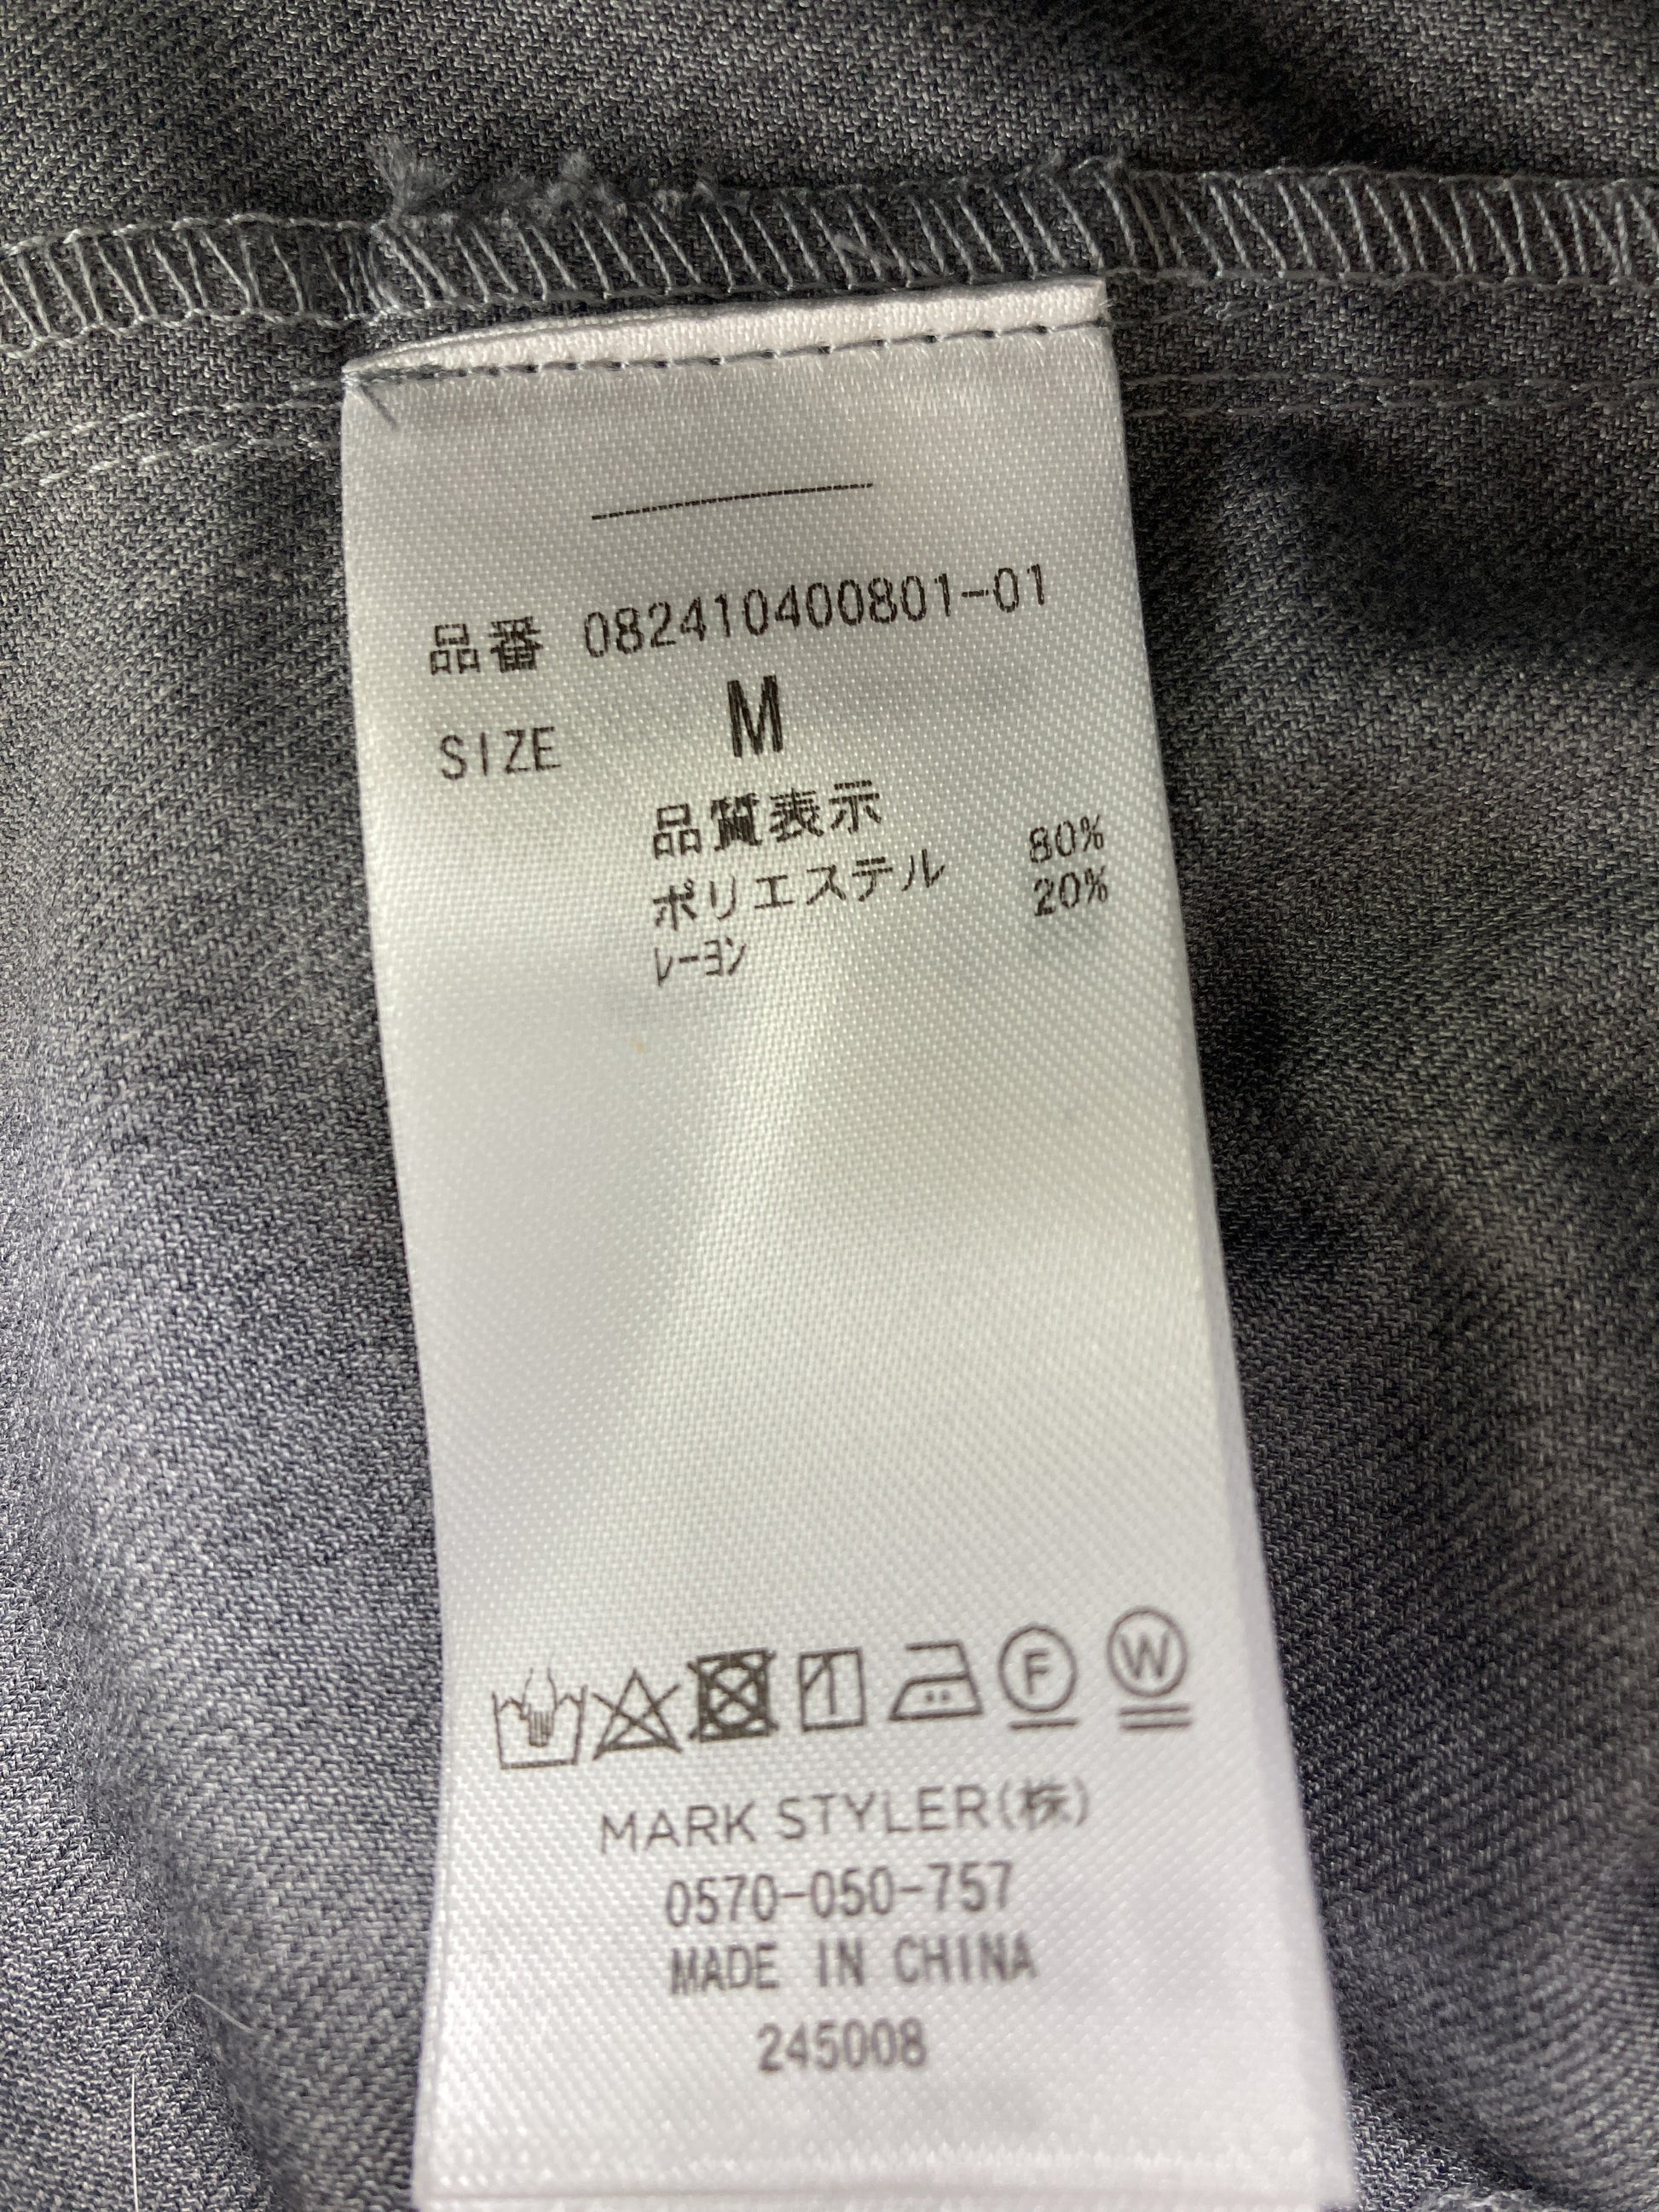 品番 082410400801-01
SIZE M
品質表示
ポリエステル 80%
レーヨン 20%
F W
MARK STYLER(株)
0570-050-757
MADE IN CHINA
245008